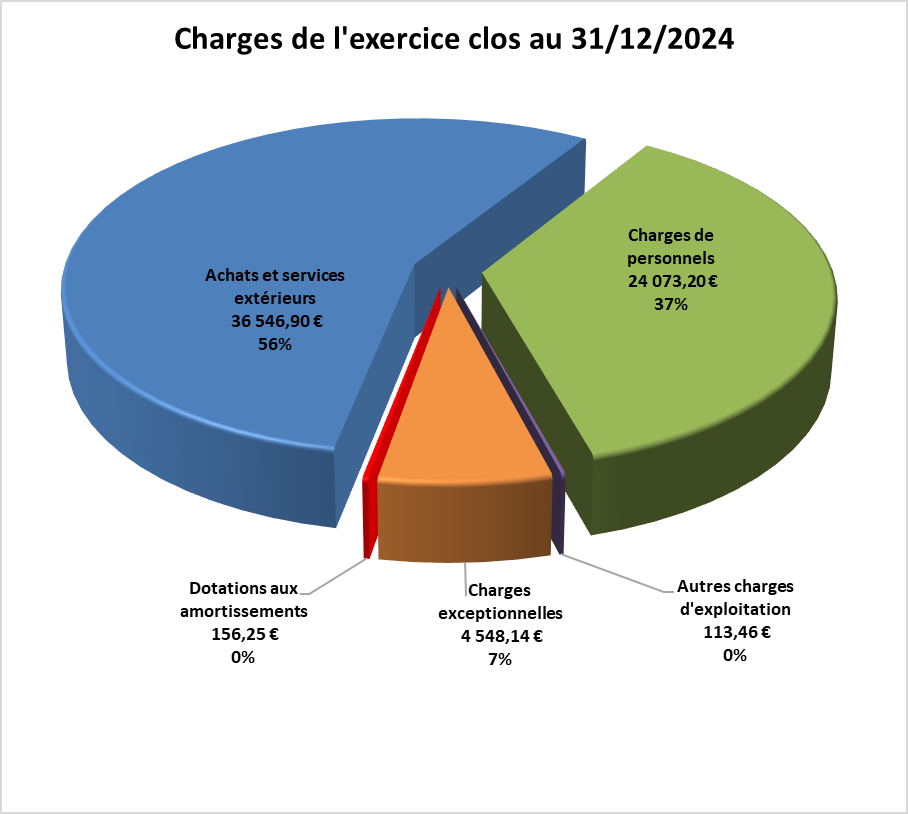 Charges de l'exercice clos au 31/12/2024
Achats et services
extérieurs
36 546,90 €
56%
Charges de
personnels
24 073,20 €
37%
Dotations aux
amortissements
156,25 €
0%
Charges
exceptionnelles
4 548,14 €
7%
Autres charges
d'exploitation
113,46 €
0%